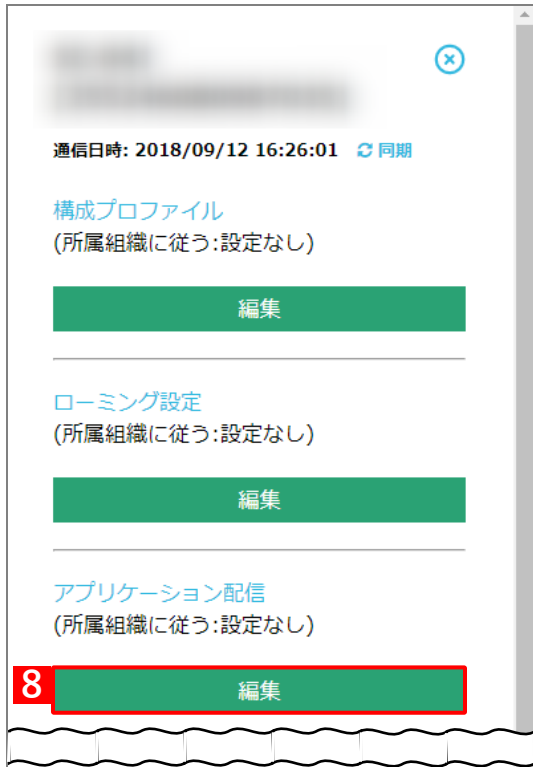 通信日時: 2018/09/12 16:26:01 同期
構成プロファイル
(所属組織に従う:設定なし)
編集
ローミング設定
(所属組織に従う:設定なし)
編集
アプリケーション配信
(所属組織に従う:設定なし)
8 編集